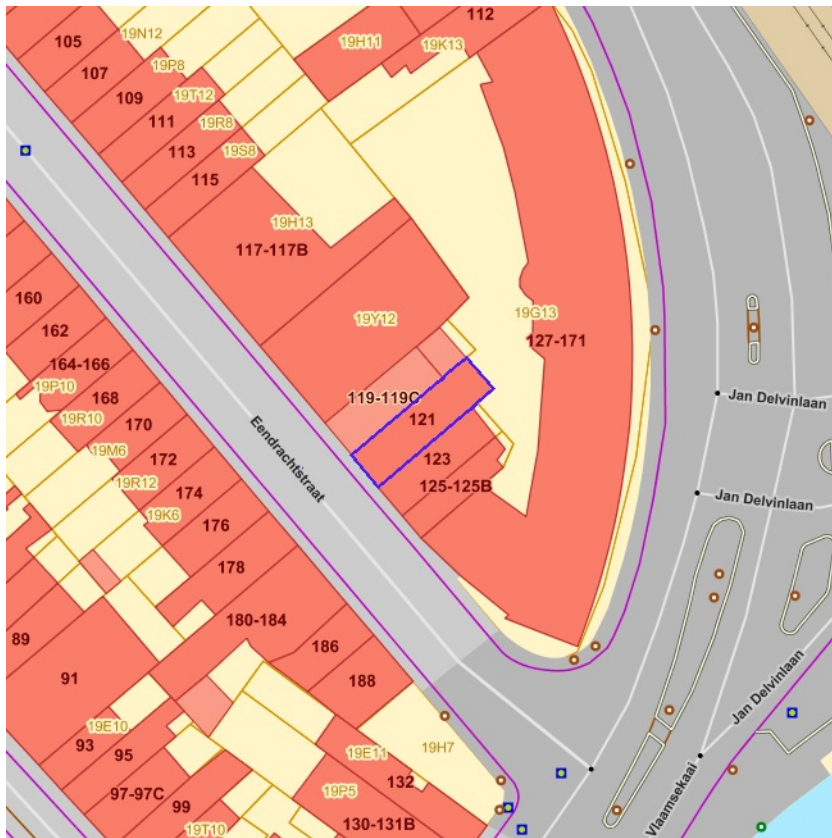 112
105
19N12
19H11
19K13
107
19P8
109
19T12
111
19R8
113
19S8
115
19H13
117-117B
160
19Y12
19G13
127-171
162
164-166
19P10
168
119-119C
Jan Delvinlaan
19R10
170
121
19M6
172
123
Eendrachtstraat
19R12
174
125-125B
Jan Delvinlaan
19K6
176
178
180-184
89
186
91
188
Jan Delvinlaan
19E10
93
95
19E11
19H7
132
97-97C
99
19P5
19T10
130-131B
Vlaamsekaai